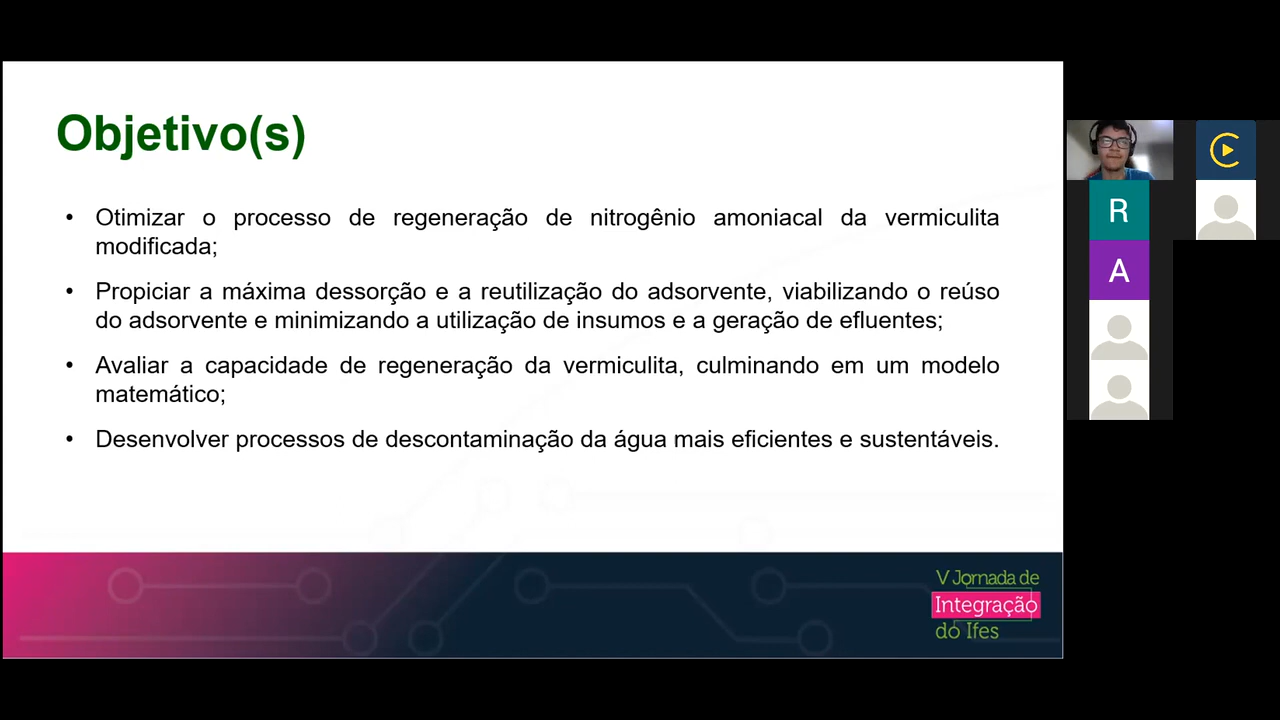 Objetivo(s)
• Otimizar o processo de regeneração de nitrogênio amoniacal da vermiculita
modificada;
• Propiciar a máxima dessorção e a reutilização do adsorvente, viabilizando o reúso
do adsorvente e minimizando a utilização de insumos e a geração de efluentes;
• Avaliar a capacidade de regeneração da vermiculita, culminando em um modelo
matemático;
• Desenvolver processos de descontaminação da água mais eficientes e sustentáveis.
V Jornada de
Integração
do Ifes
R
A